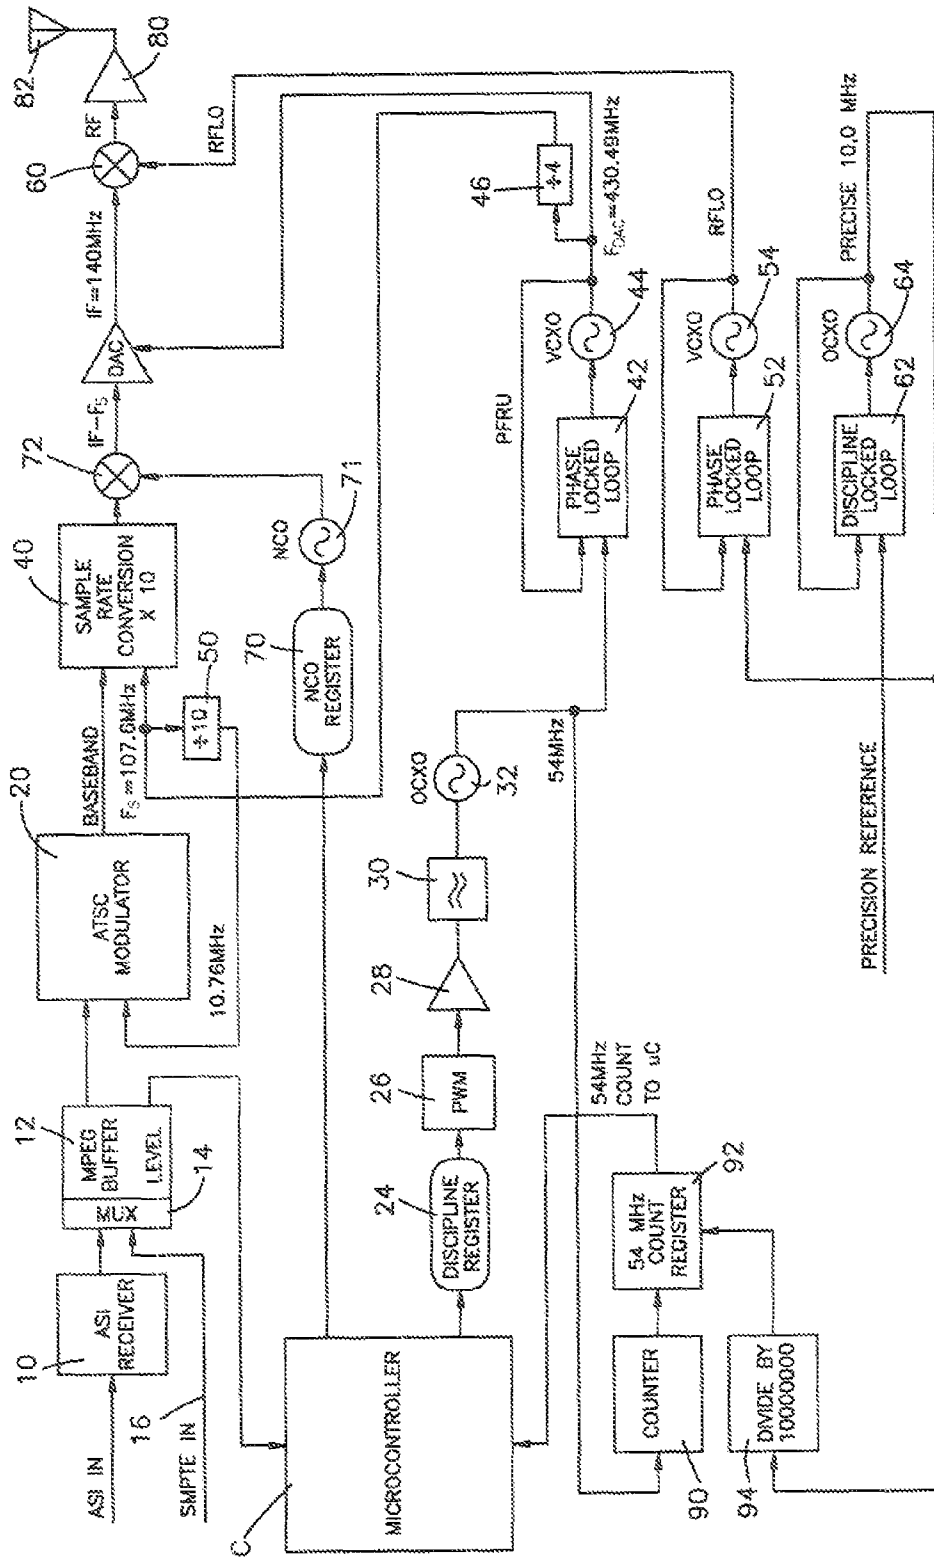 ASI IN
10
ASI
RECEIVER
16
SMPTE IN
12
MUX
MPEG
BUFFER
LEVEL
14
20
ATSC
MODULATOR
BASEBAND
FS=107.6MHz
10.76MHz
÷10
50
40
SAMPLE
RATE
CONVERSION
X 10
72
IF-FS
DAC
IF=140MHz
60
RF
80
82
RFLO
C
MICROCONTROLLER
70
NCO
REGISTER
NCO
71
24
DISCIPLINE
REGISTER
26
PWM
28
30
OCXO
32
54MHz
PFRU
PHASE
LOCKED
LOOP
42
VCXO
44
46
÷4
FDAC=430.49MHz
PHASE
LOCKED
LOOP
52
VCXO
54
RFLO
DISCIPLINE
LOCKED
LOOP
62
OCXO
64
PRECISE 10,0 MHz
PRECISION REFERENCE
54MHz
COUNT
TO uC
COUNTER
90
54 MHz
COUNT
REGISTER
92
94
DIVIDE BY
10000000